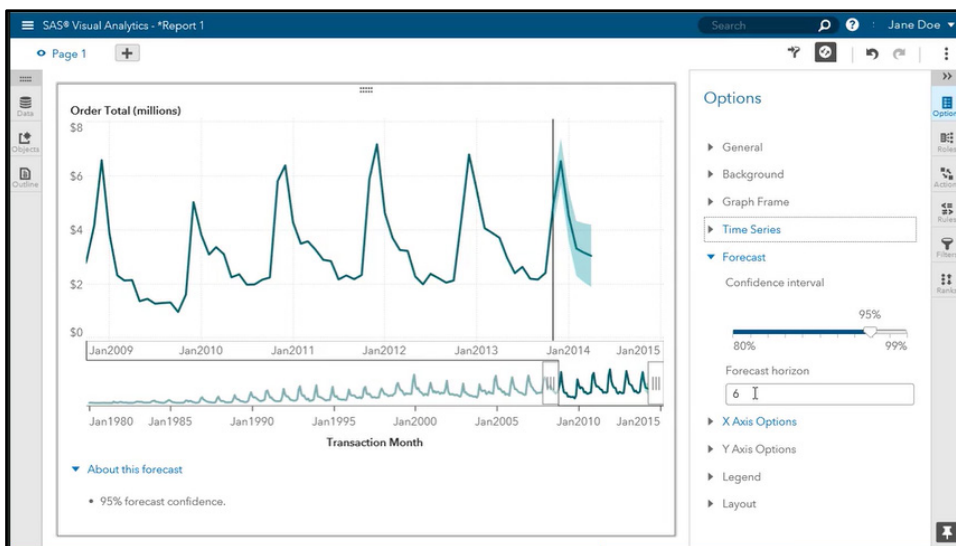 SAS® Visual Analytics - *Report 1
Search
?
Jane Doe
Page 1
+
Data
Objects
Outline
Order Total (millions)
$8
$6
$4
$2
$0
Jan2009 Jan2010 Jan2011 Jan2012 Jan2013 Jan2014 Jan2015
Jan1980 Jan1985 Jan1990 Jan1995 Jan2000 Jan2005 Jan2010 Jan2015
Transaction Month
About this forecast
• 95% forecast confidence.
Options
General
Background
Graph Frame
Time Series
Forecast
Confidence interval
95%
80% 99%
Forecast horizon
6
X Axis Options
Y Axis Options
Legend
Layout
Option
Roles
Action
Rules
Filters
Ranks